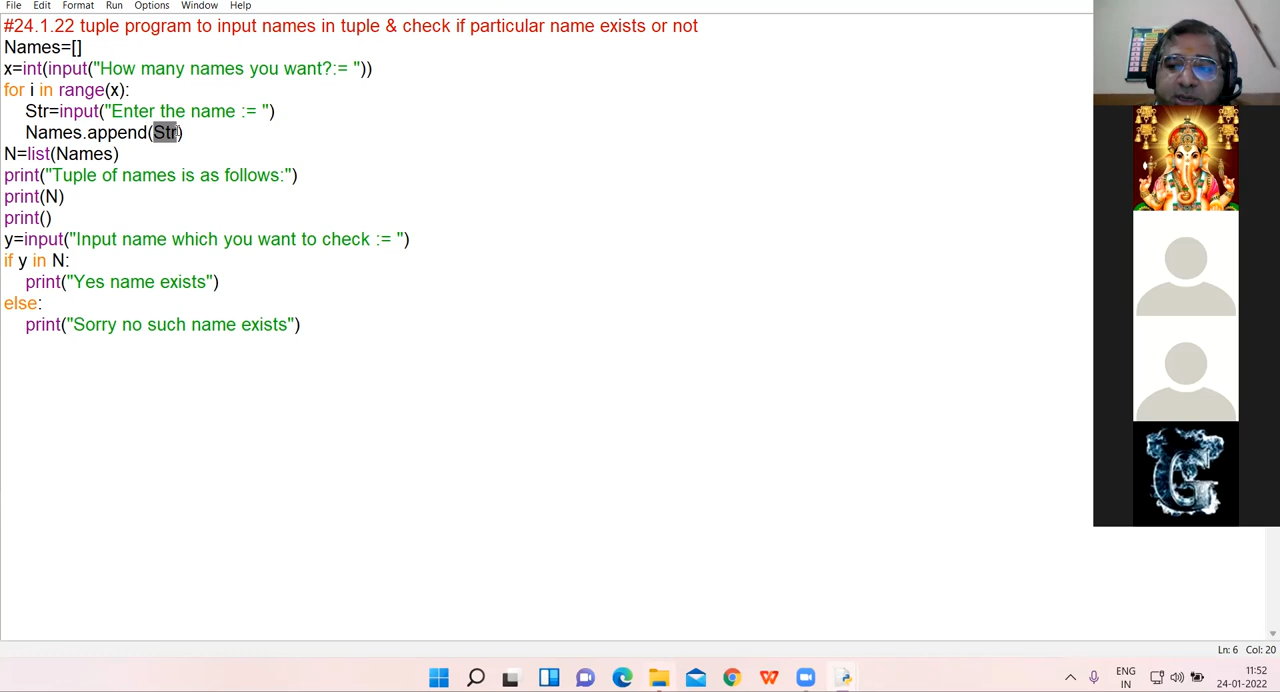 File Edit Format Run Options Window Help
#24.1.22 tuple program to input names in tuple & check if particular name exists or not
Names=[]
x=int(input("How many names you want?:= "))
for i in range(x):
    Str=input("Enter the name := ")
    Names.append(Str)
N=list(Names)
print("Tuple of names is as follows:")
print(N)
print()
y=input("Input name which you want to check := ")
if y in N:
    print("Yes name exists")
else:
    print("Sorry no such name exists")
Ln: 6 Col: 20
ENG
IN
11:52
24-01-2022